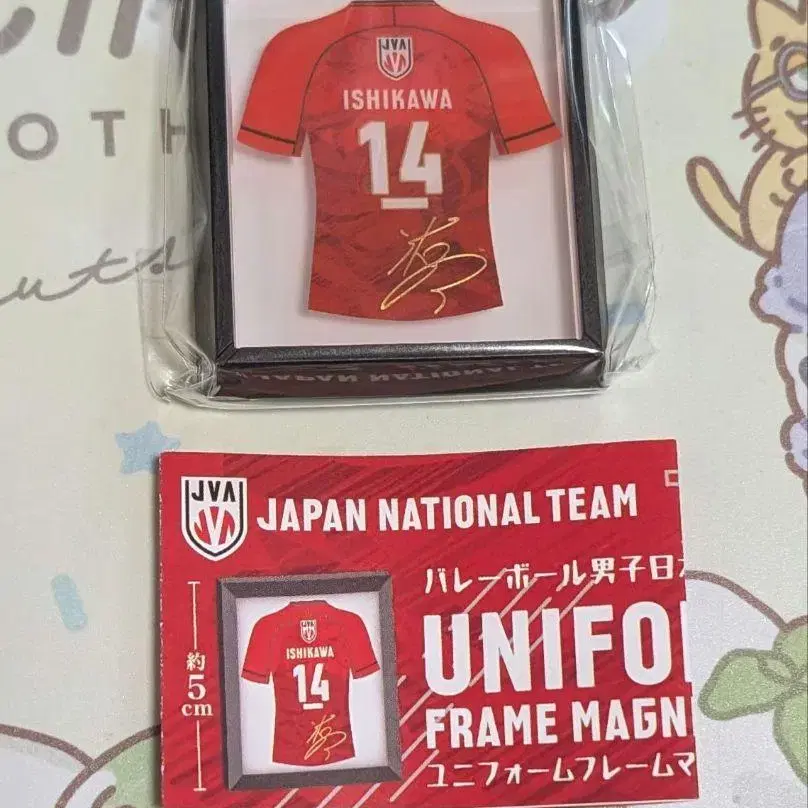 OTH
JVA
ISHIKAWA
14
JAPAN NATIONAL TEAM
JVA
JAPAN NATIONAL TEAM
バレーボール男子日
約
5
cm
JVA
ISHIKAWA
14
UNIFO
FRAME MAGN
ユニフォームフレームマ